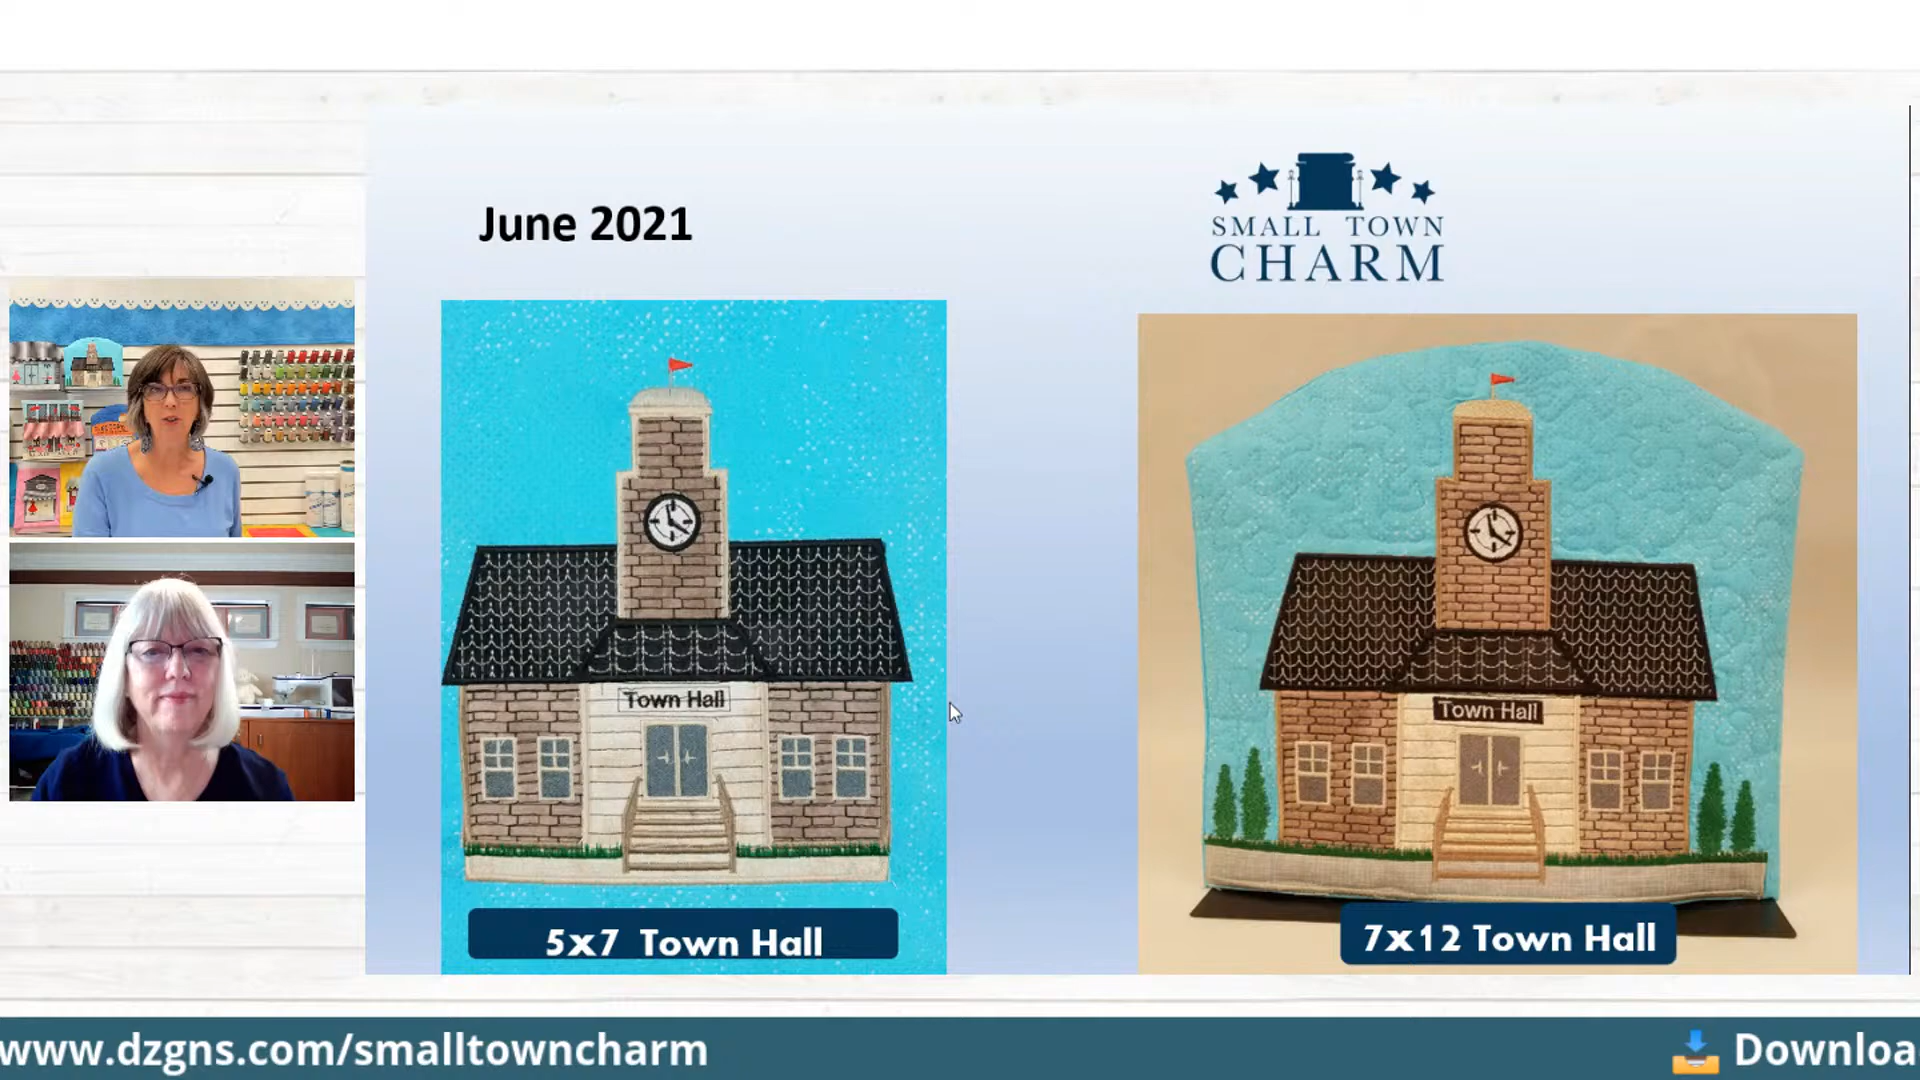 June 2021
SMALL TOWN
CHARM
Town Hall
Town Hall
5x7 Town Hall
7x12 Town Hall
www.dzgns.com/smalltowncharm
Downloa